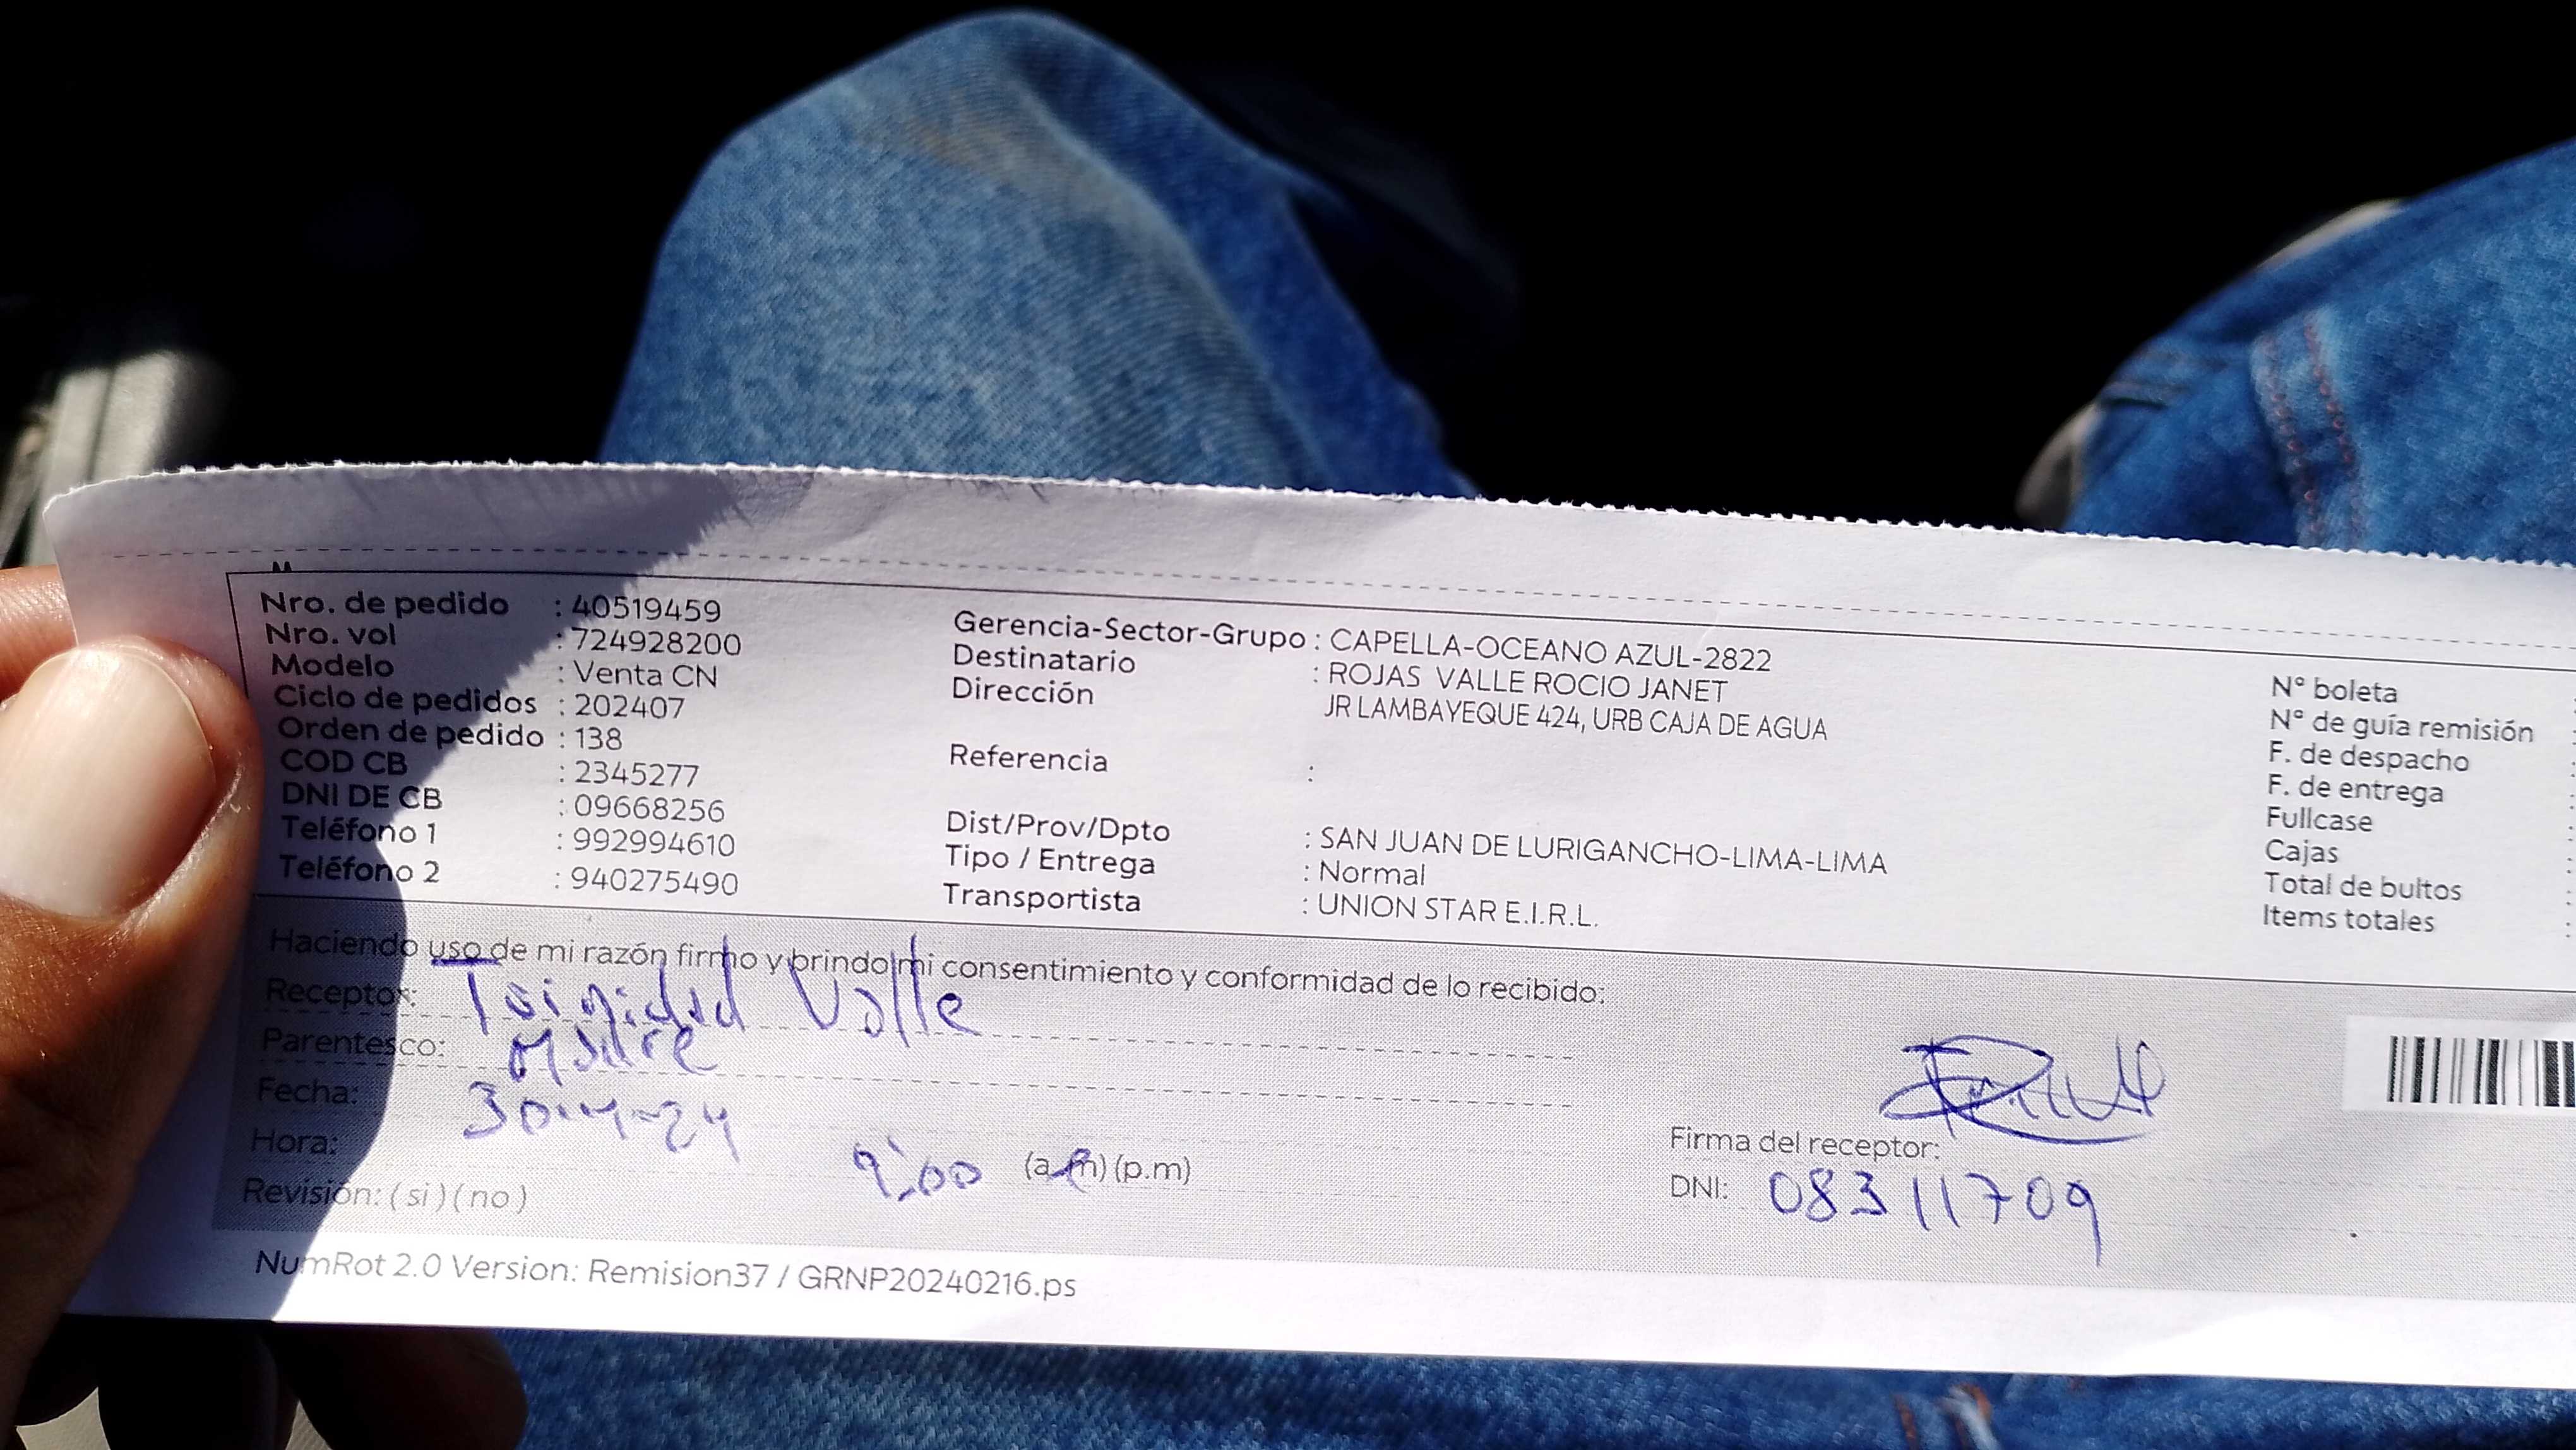 Nro. de pedido : 40519459
Nro. vol : 724928200
Modelo : Venta CN
Ciclo de pedidos : 202407
Orden de pedido : 138
COD CB : 2345277
DNI DE CB : 09668256
Teléfono 1 : 992994610
Teléfono 2 : 940275490
Gerencia-Sector-Grupo : CAPELLA-OCEANO AZUL-2822
Destinatario : ROJAS VALLE ROCIO JANET
Dirección JR LAMBAYEQUE 424, URB CAJA DE AGUA
Referencia :
Dist/Prov/Dpto : SAN JUAN DE LURIGANCHO-LIMA-LIMA
Tipo / Entrega : Normal
Transportista : UNION STAR E.I.R.L.
N° boleta
N° de guía remisión
F. de despacho
F. de entrega
Fullcase
Cajas
Total de bultos
Items totales
Haciendo uso de mi razón firmo y brindo mi consentimiento y conformidad de lo recibido:
Receptor: Trinidad Valle
Parentesco: Madre
Fecha: 30-4-24
Hora: 9:00 (a.m) (p.m)
Revisión: ( si ) ( no )
Firma del receptor:
DNI: 08311709
NumRot 2.0 Version: Remision37 / GRNP20240216.ps